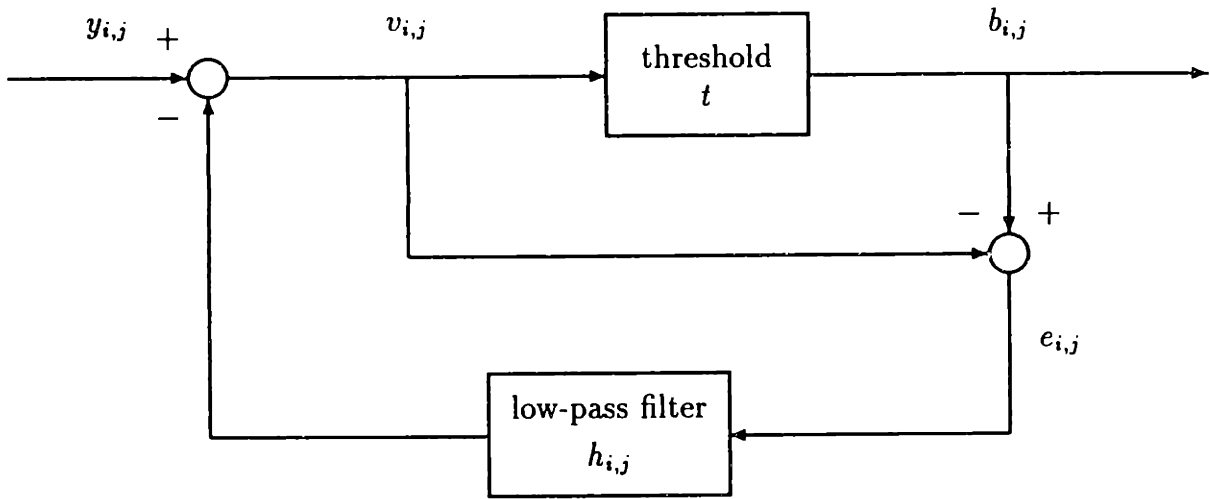 y_{i,j}
+
v_{i,j}
threshold
t
b_{i,j}
−
− +
e_{i,j}
low-pass filter
h_{i,j}